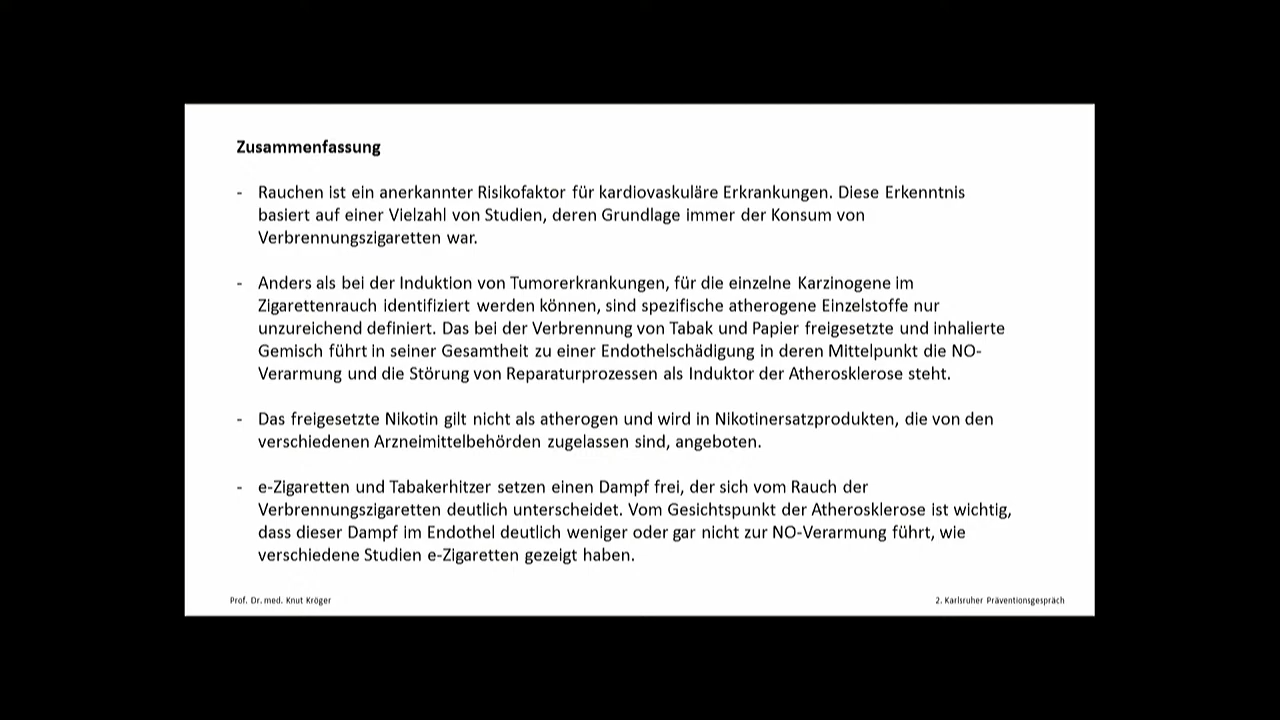 Zusammenfassung
- Rauchen ist ein anerkannter Risikofaktor für kardiovaskuläre Erkrankungen. Diese Erkenntnis
basiert auf einer Vielzahl von Studien, deren Grundlage immer der Konsum von
Verbrennungszigaretten war.
- Anders als bei der Induktion von Tumorerkrankungen, für die einzelne Karzinogene im
Zigarettenrauch identifiziert werden können, sind spezifische atherogene Einzelstoffe nur
unzureichend definiert. Das bei der Verbrennung von Tabak und Papier freigesetzte und inhalierte
Gemisch führt in seiner Gesamtheit zu einer Endothelschädigung in deren Mittelpunkt die NO-
Verarmung und die Störung von Reparaturprozessen als Induktor der Atherosklerose steht.
- Das freigesetzte Nikotin gilt nicht als atherogen und wird in Nikotinersatzprodukten, die von den
verschiedenen Arzneimittelbehörden zugelassen sind, angeboten.
- e-Zigaretten und Tabakerhitzer setzen einen Dampf frei, der sich vom Rauch der
Verbrennungszigaretten deutlich unterscheidet. Vom Gesichtspunkt der Atherosklerose ist wichtig,
dass dieser Dampf im Endothel deutlich weniger oder gar nicht zur NO-Verarmung führt, wie
verschiedene Studien e-Zigaretten gezeigt haben.
Prof. Dr. med. Knut Kröger
2. Karlsruher Präventionsgespräch